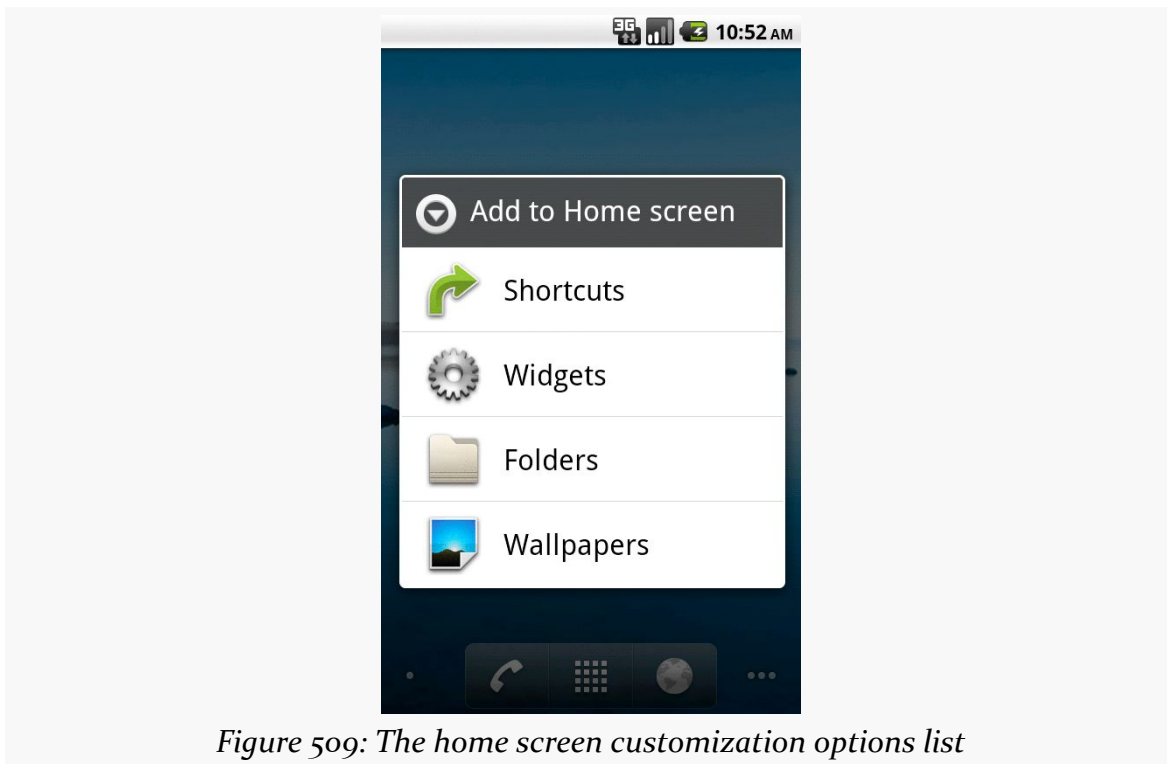 3G 10:52 AM
Add to Home screen
Shortcuts
Widgets
Folders
Wallpapers
Figure 509: The home screen customization options list